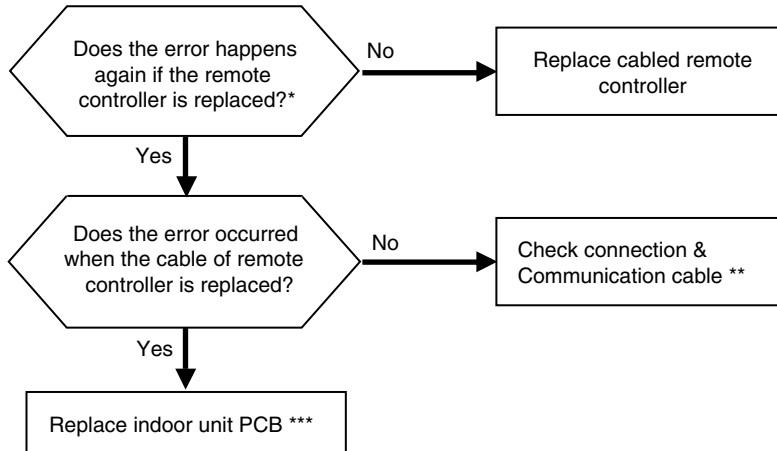 Does the error happens
again if the remote
controller is replaced?*
No
Replace cabled remote
controller
Yes
Does the error occurred
when the cable of remote
controller is replaced?
No
Check connection &
Communication cable **
Yes
Replace indoor unit PCB ***